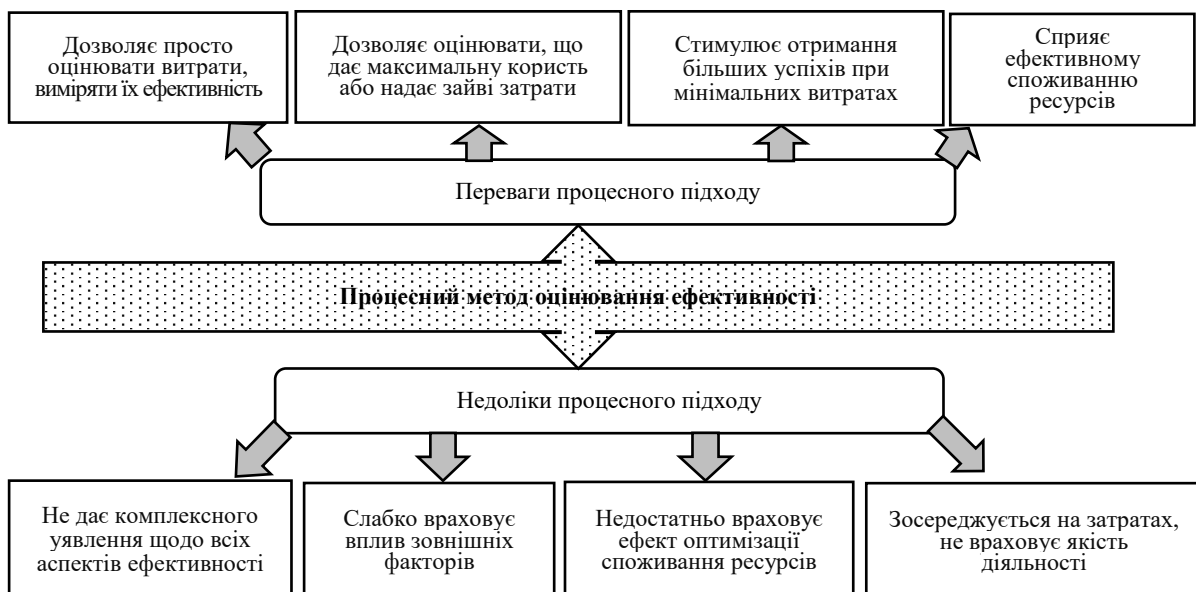 Дозволяє просто
оцінювати витрати,
виміряти їх ефективність
Дозволяє оцінювати, що
дає максимальну користь
або надає зайві затрати
Стимулює отримання
більших успіхів при
мінімальних витратах
Сприяє
ефективному
споживанню
ресурсів
Переваги процесного підходу
Процесний метод оцінювання ефективності
Недоліки процесного підходу
Не дає комплексного
уявлення щодо всіх
аспектів ефективності
Слабко враховує
вплив зовнішніх
факторів
Недостатньо враховує
ефект оптимізації
споживання ресурсів
Зосереджується на затратах,
не враховує якість
діяльності